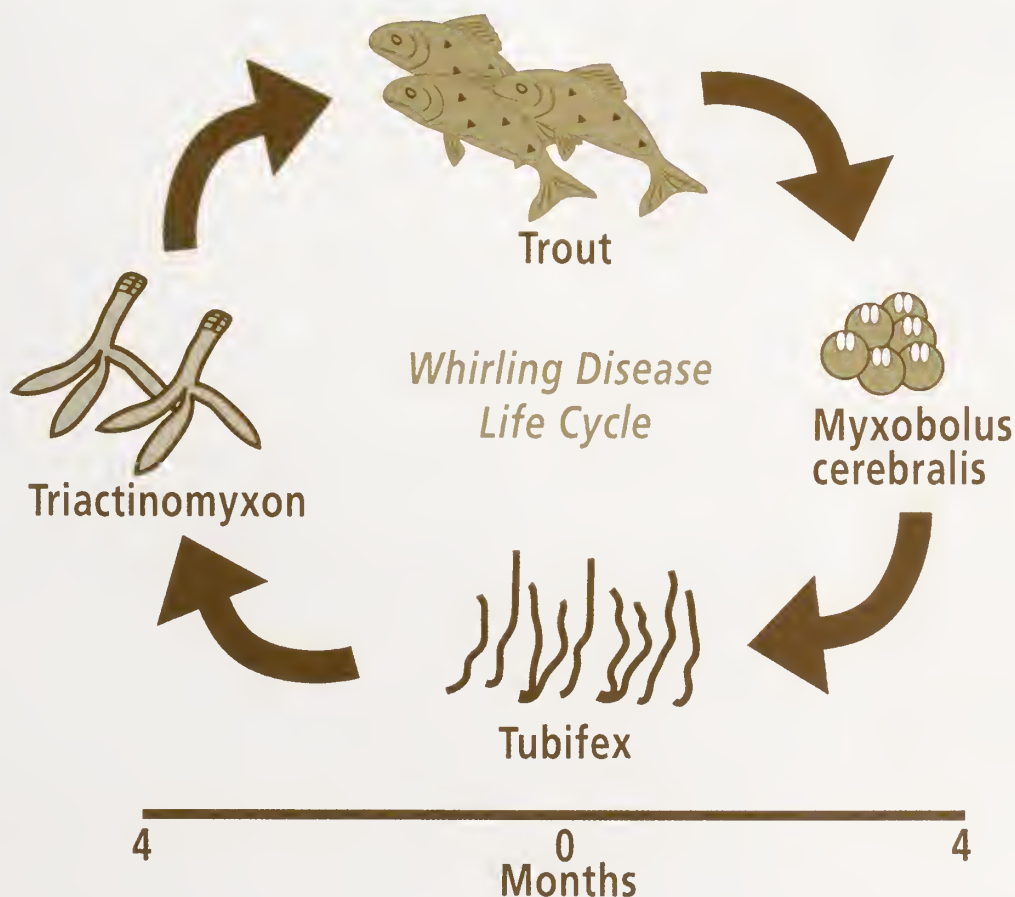 Trout
Whirling Disease
Life Cycle
Myxobolus
cerebralis
Triactinomyxon
Tubifex
4 0 4
Months